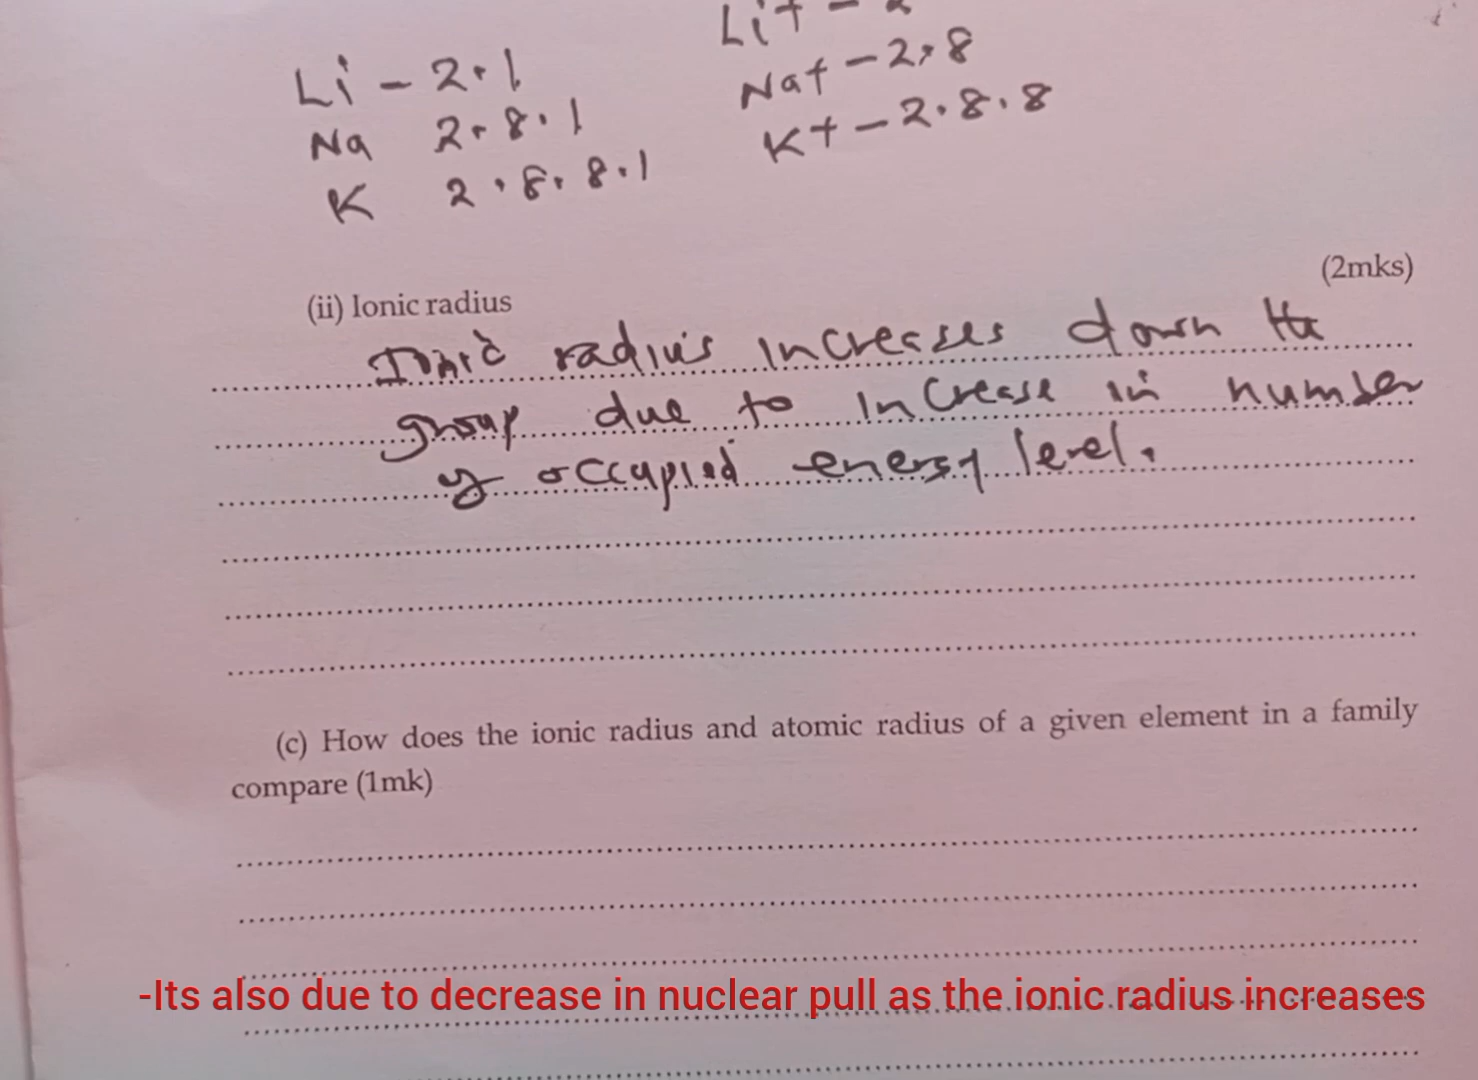 Li+ - 2
Li - 2.1
Na+ - 2.8
Na 2.8.1
K+ - 2.8.8
K 2.8.8.1
(2mks)
(ii) Ionic radius
Ionic radius increases down the
group due to increase in number
of occupied energy level.
(c) How does the ionic radius and atomic radius of a given element in a family
compare (1mk)
-Its also due to decrease in nuclear pull as the ionic radius increases